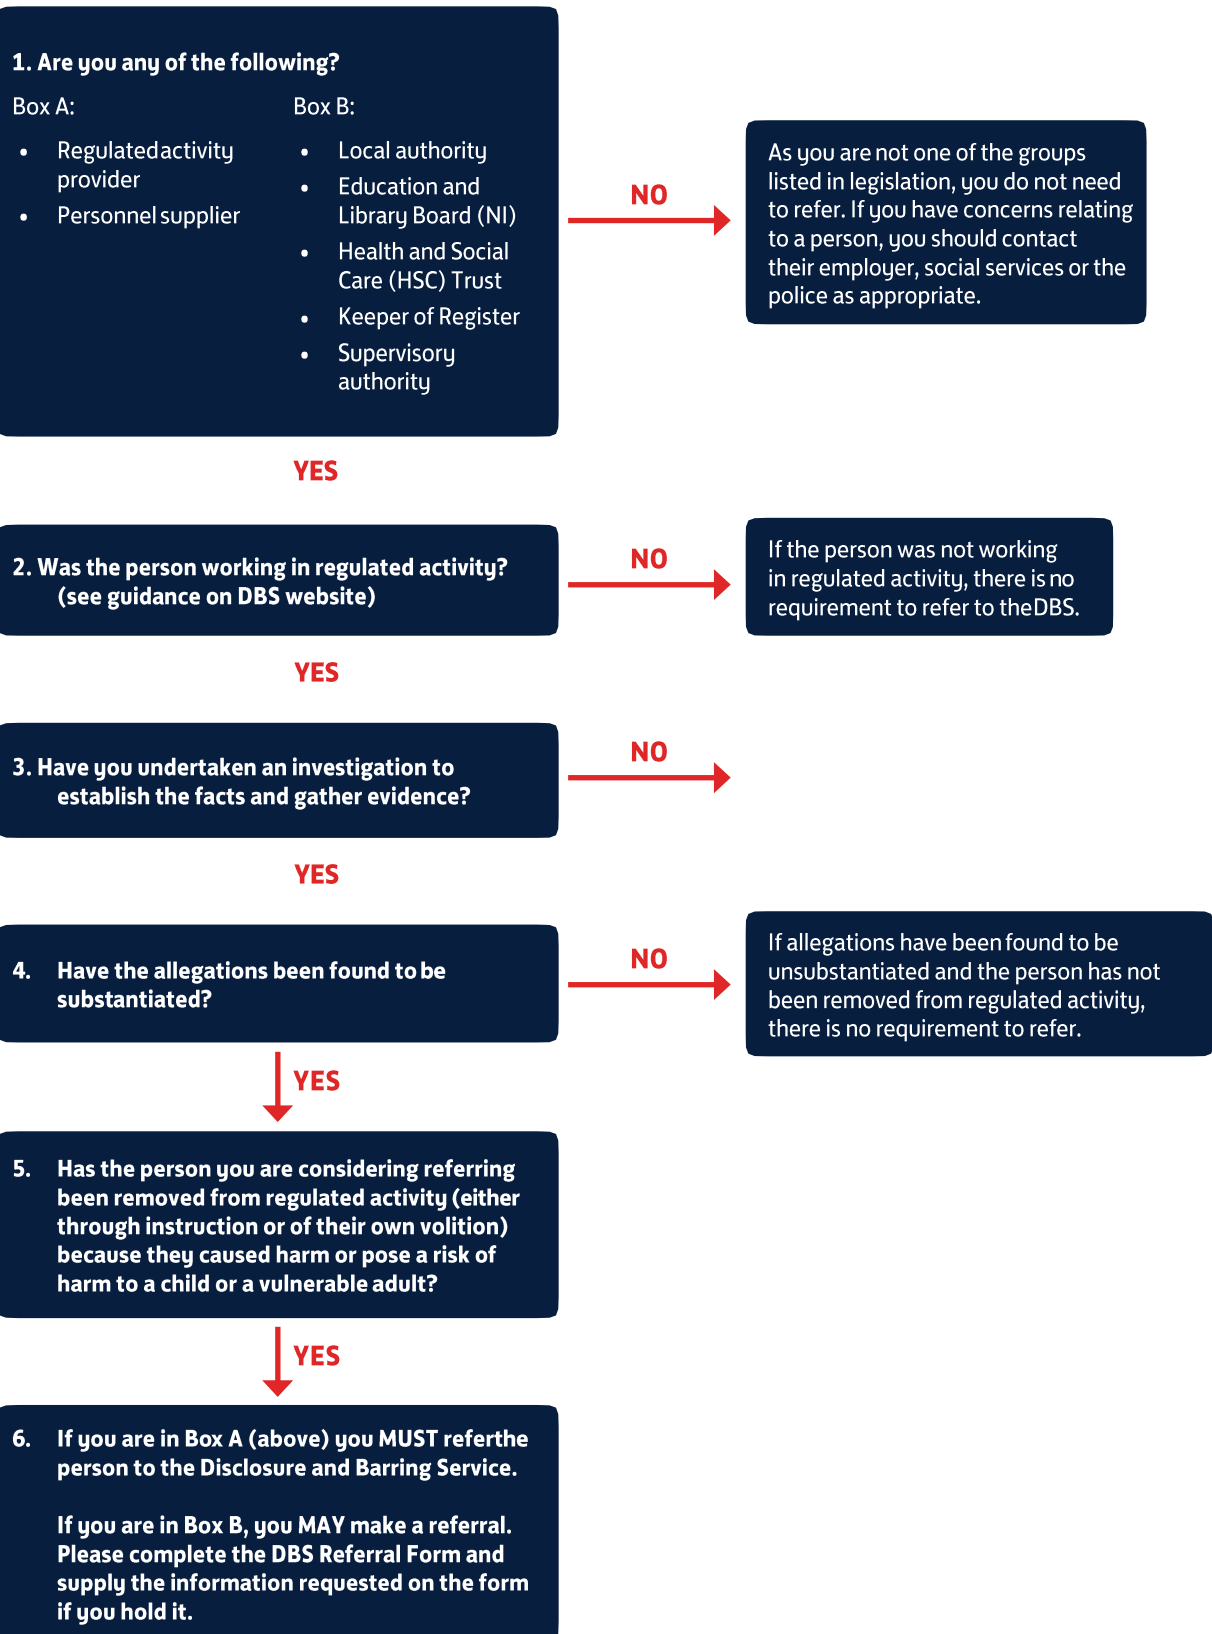 1. Are you any of the following?
Box A:
• Regulatedactivity
provider
• Personnel supplier
Box B:
• Local authority
• Education and
Library Board (NI)
• Health and Social
Care (HSC) Trust
• Keeper of Register
• Supervisory
authority
NO
As you are not one of the groups
listed in legislation, you do not need
to refer. If you have concerns relating
to a person, you should contact
their employer, social services or the
police as appropriate.
YES
2. Was the person working in regulated activity?
(see guidance on DBS website)
NO
If the person was not working
in regulated activity, there is no
requirement to refer to theDBS.
YES
3. Have you undertaken an investigation to
establish the facts and gather evidence?
NO
YES
4. Have the allegations been found to be
substantiated?
NO
If allegations have been found to be
unsubstantiated and the person has not
been removed from regulated activity,
there is no requirement to refer.
YES
5. Has the person you are considering referring
been removed from regulated activity (either
through instruction or of their own volition)
because they caused harm or pose a risk of
harm to a child or a vulnerable adult?
YES
6. If you are in Box A (above) you MUST referthe
person to the Disclosure and Barring Service.
If you are in Box B, you MAY make a referral.
Please complete the DBS Referral Form and
supply the information requested on the form
if you hold it.